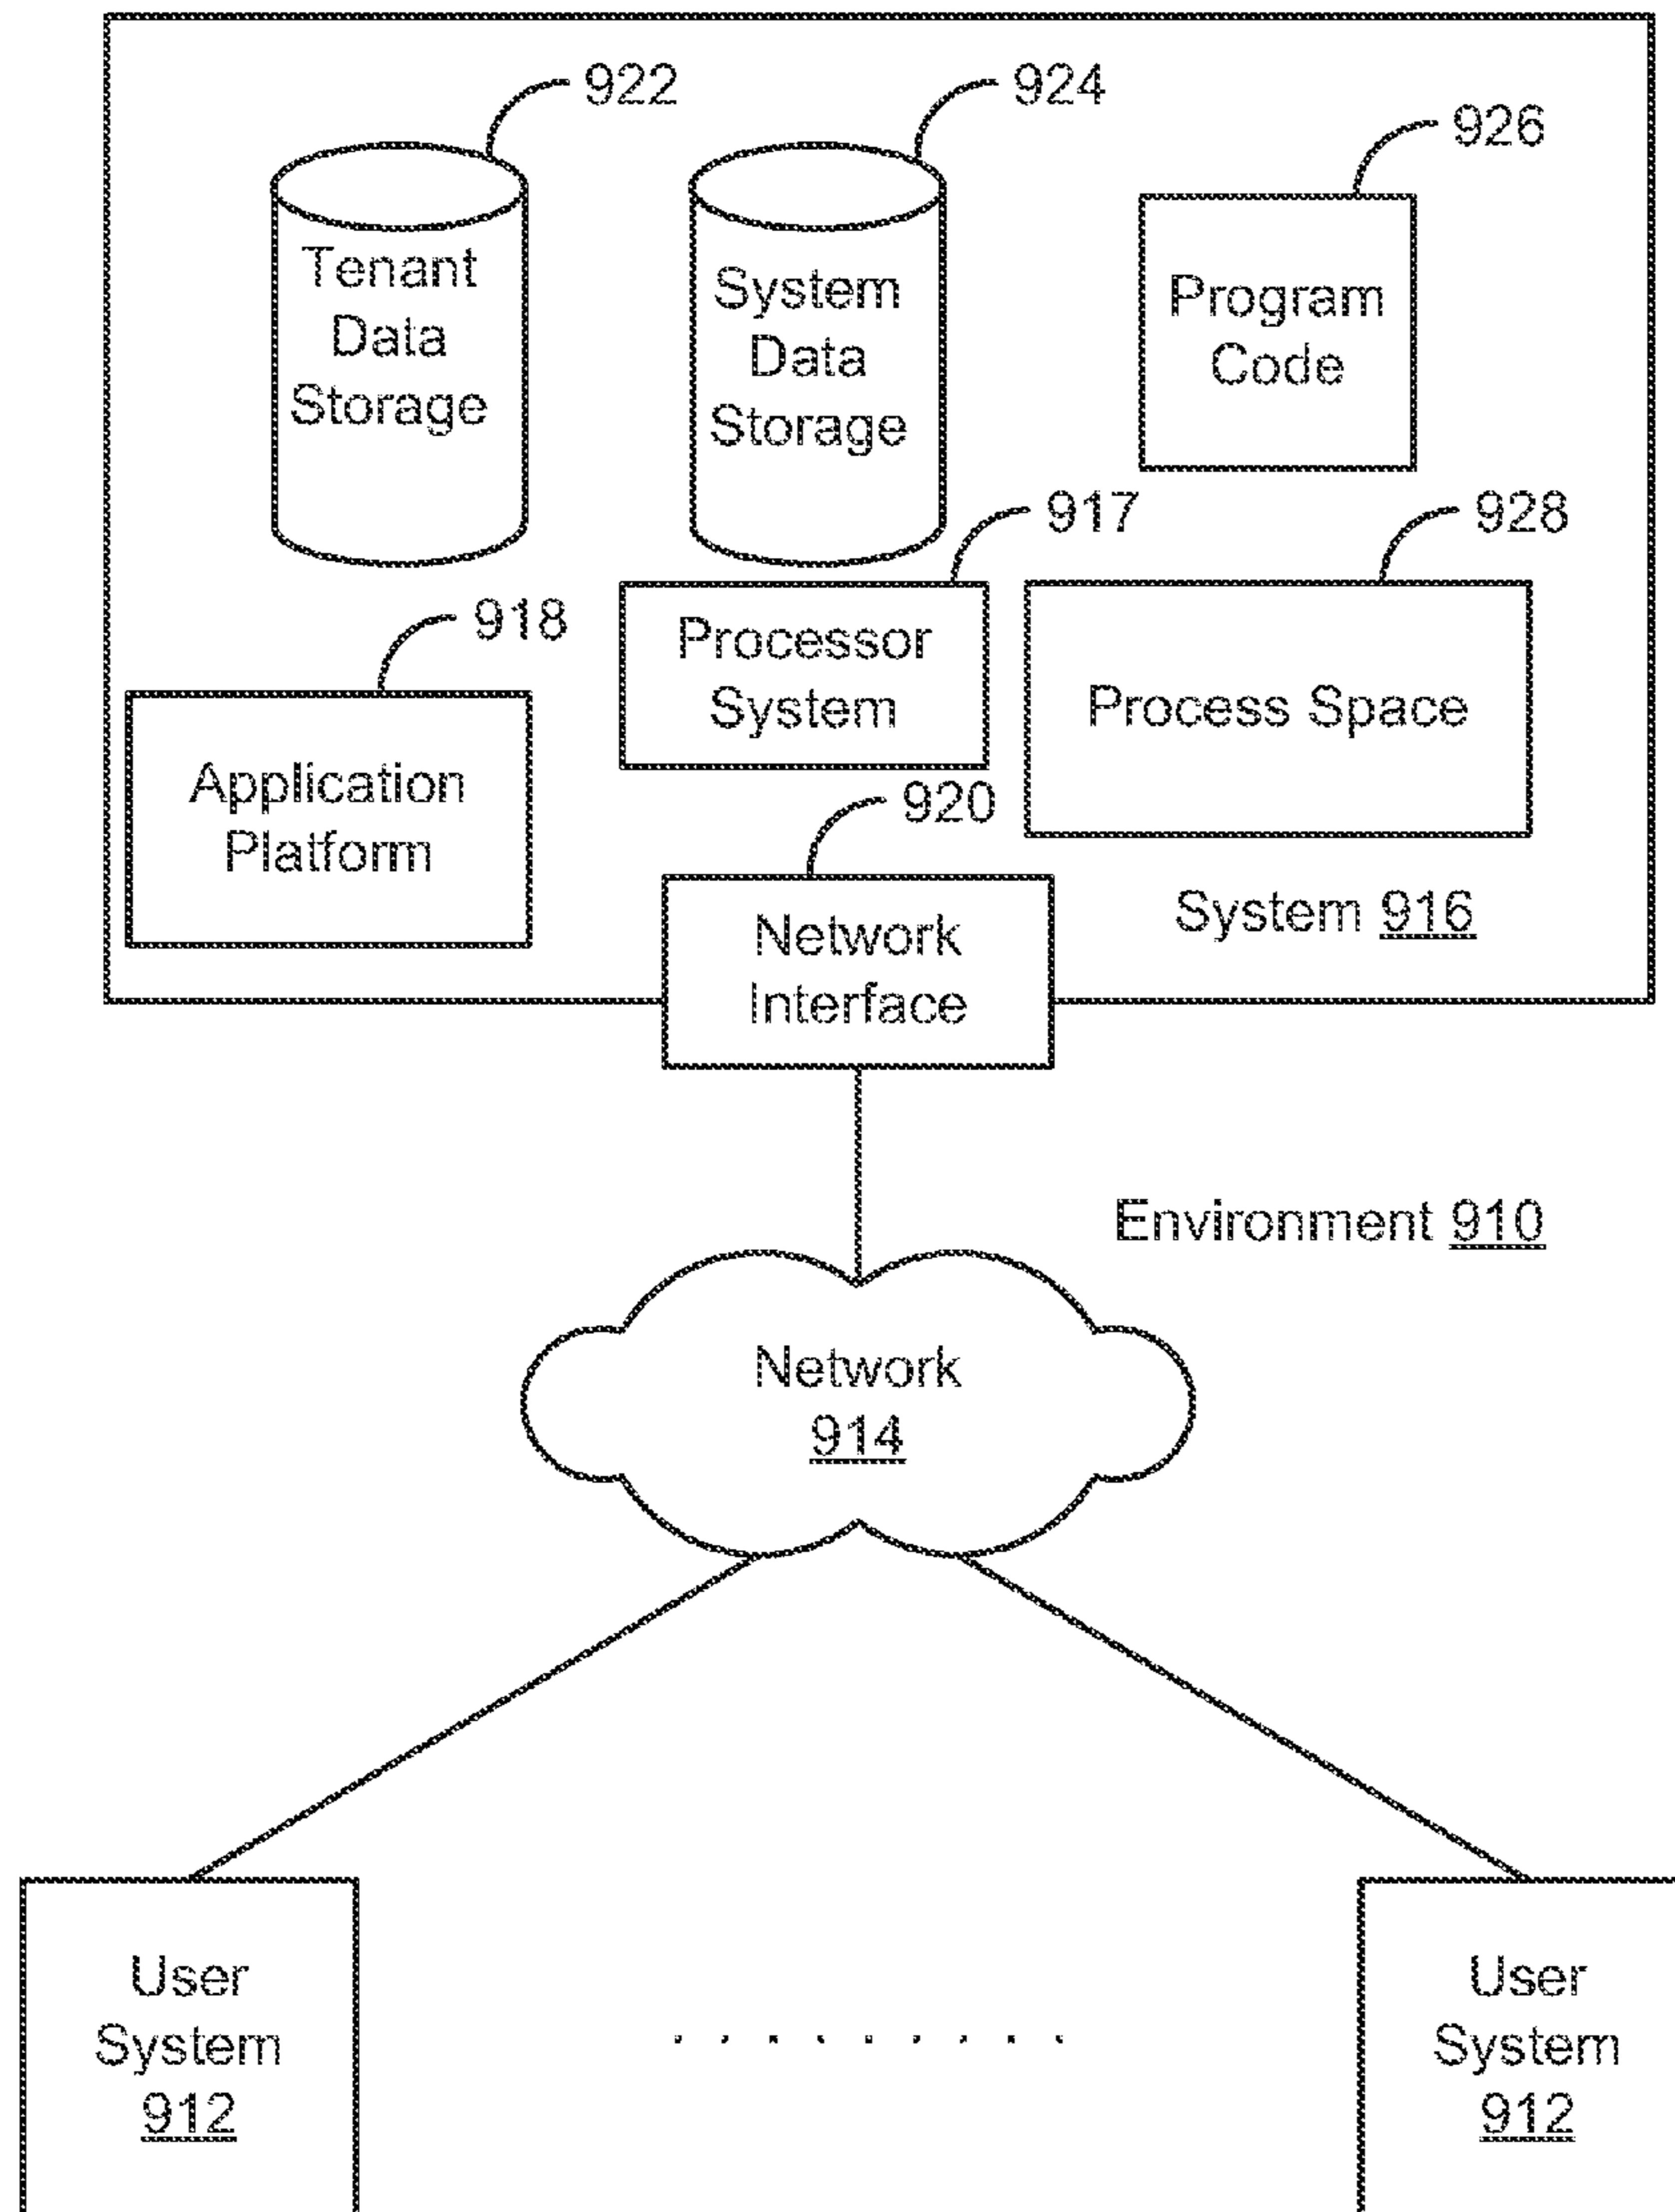 922
924
926
Tenant
Data
Storage
System
Data
Storage
Program
Code
917
928
918
Processor
System
Process Space
Application
Platform
920
Network
Interface
System 916
Environment 910
Network
914
User
System
912
. . . . . . . . .
User
System
912